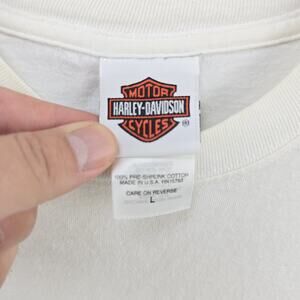 MOTOR
HARLEY-DAVIDSON
CYCLES
®
100% PRE-SHRUNK COTTON
MADE IN U.S.A.
CARE ON REVERSE
L